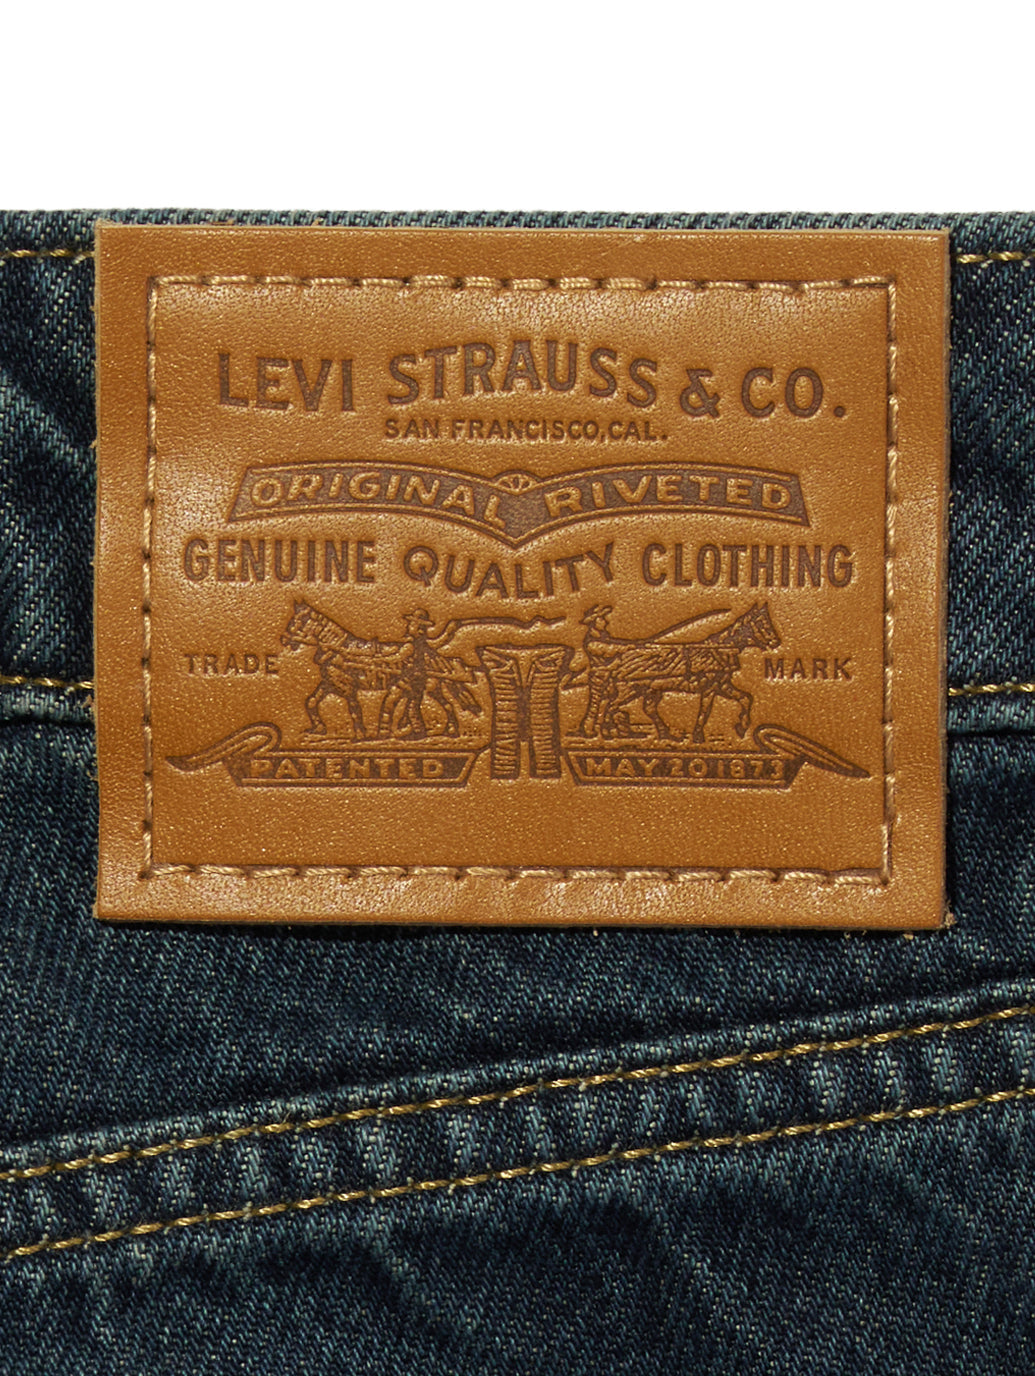 LEVI STRAUSS & CO.
SAN FRANCISCO, CAL.
ORIGINAL RIVETED
GENUINE QUALITY CLOTHING
TRADE MARK
PATENTED MAY 20 1873